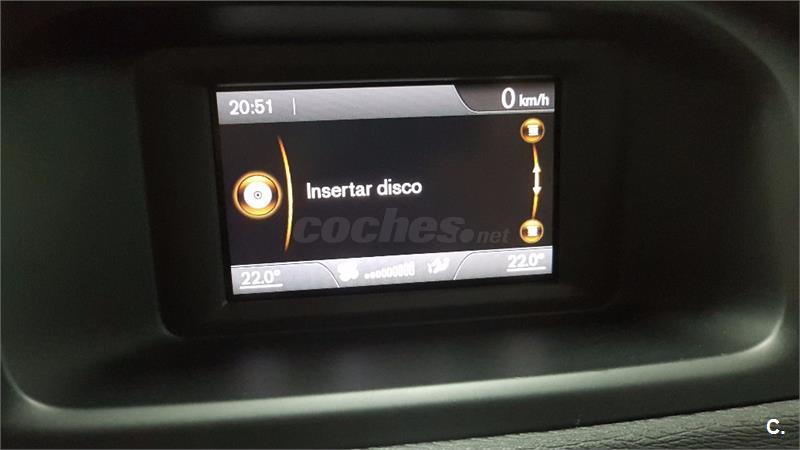 20:51
0 km/h
Insertar disco
coches.net
22.0°
22.0°
C.